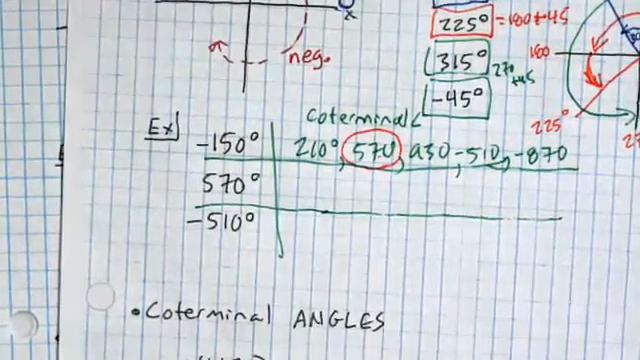 x
neg.
225° = 180+45
315° 270 +45
-45°
180
225°
27
Coterminal
Ex)
-150° 210°, 570, 930, -510, -870
570°
-510°
• Coterminal ANGLES